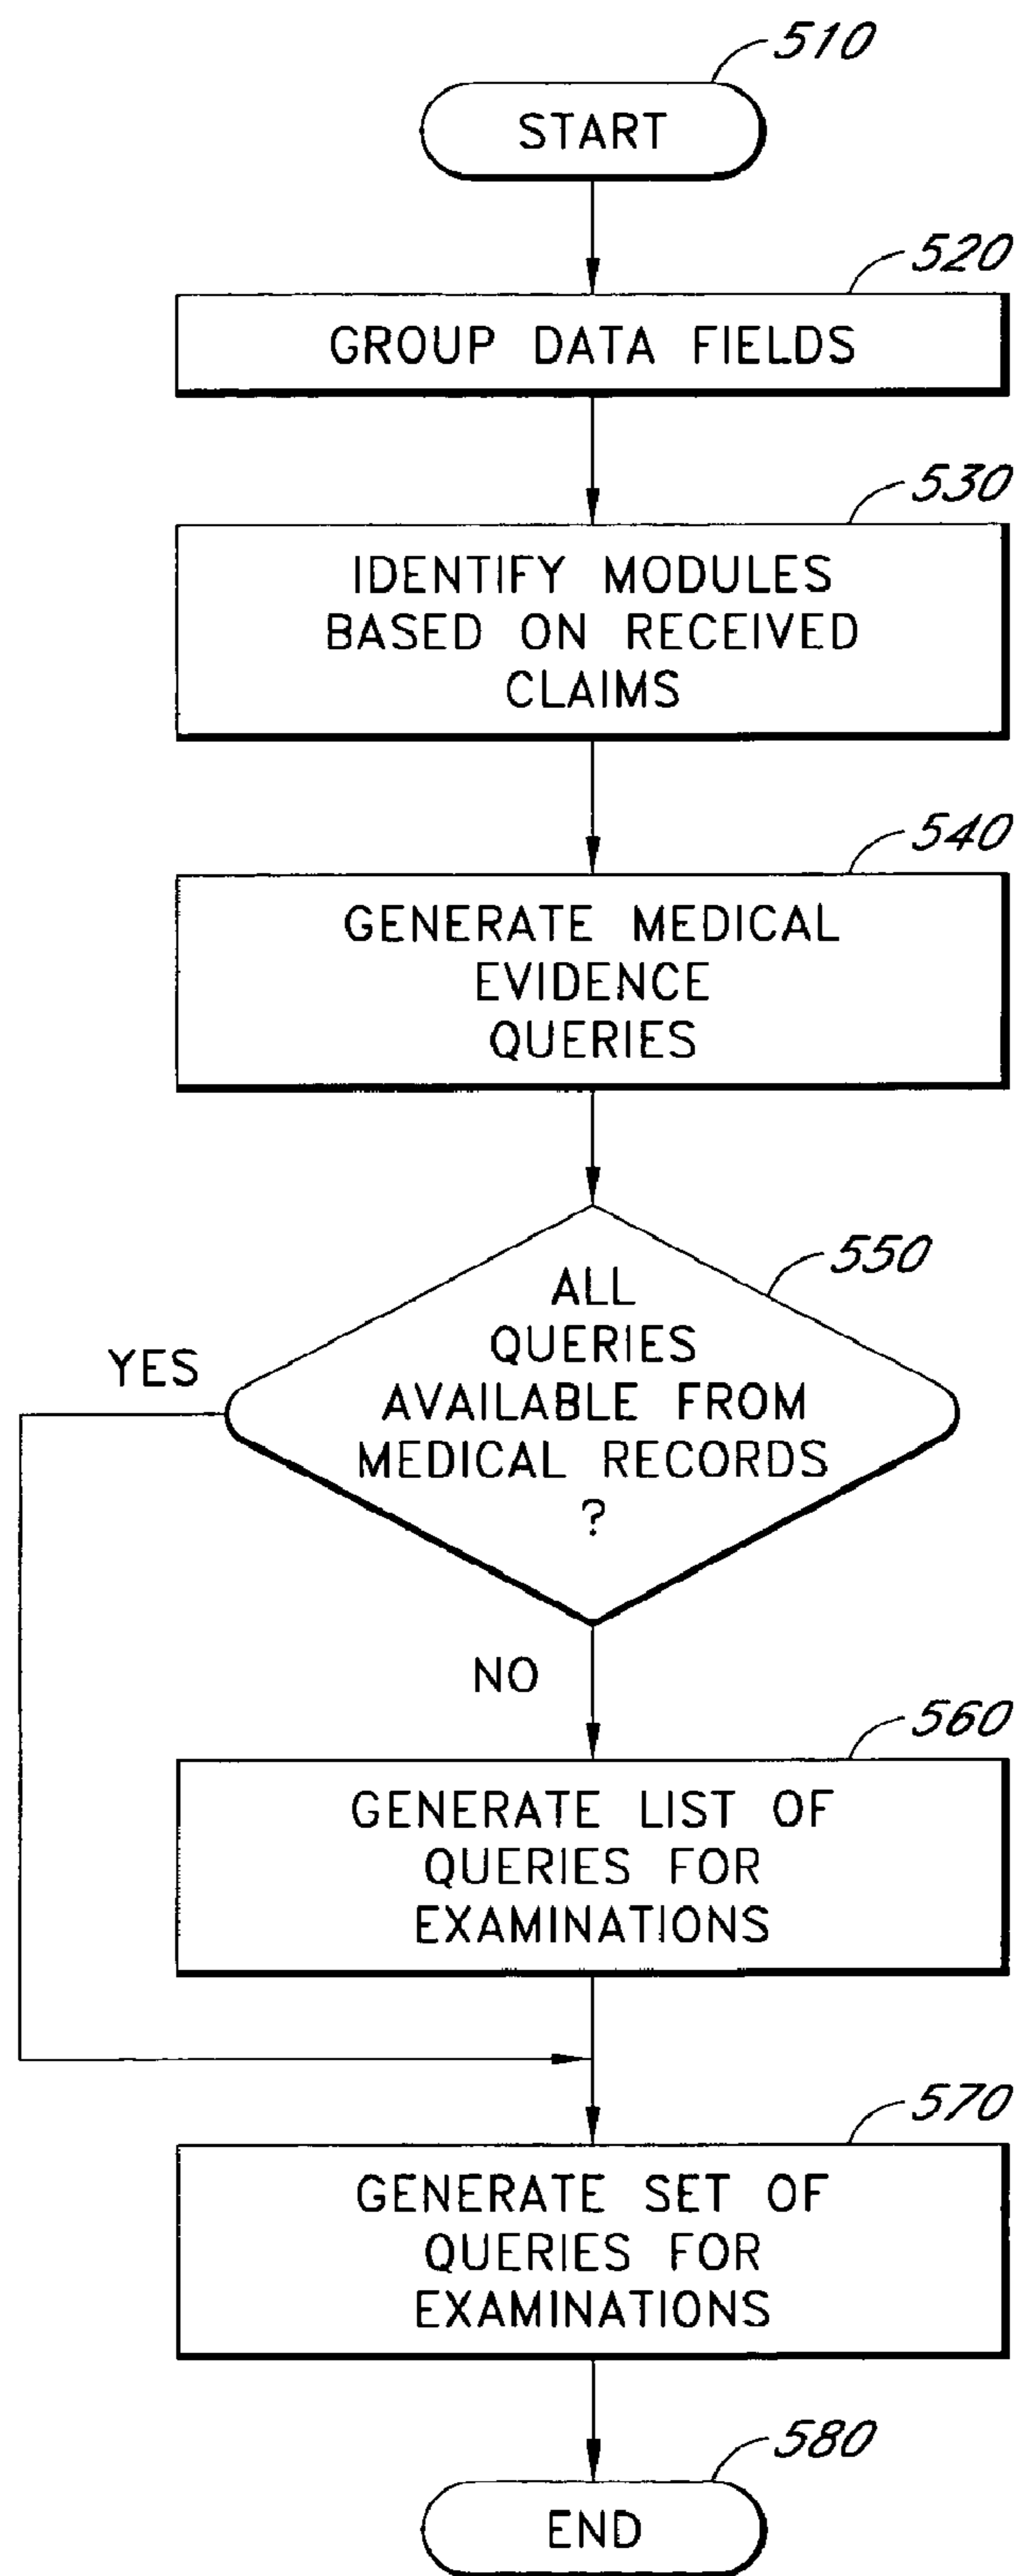 510
START
520
GROUP DATA FIELDS
530
IDENTIFY MODULES
BASED ON RECEIVED
CLAIMS
540
GENERATE MEDICAL
EVIDENCE
QUERIES
550
ALL
QUERIES
AVAILABLE FROM
MEDICAL RECORDS
?
YES
NO
560
GENERATE LIST OF
QUERIES FOR
EXAMINATIONS
570
GENERATE SET OF
QUERIES FOR
EXAMINATIONS
580
END